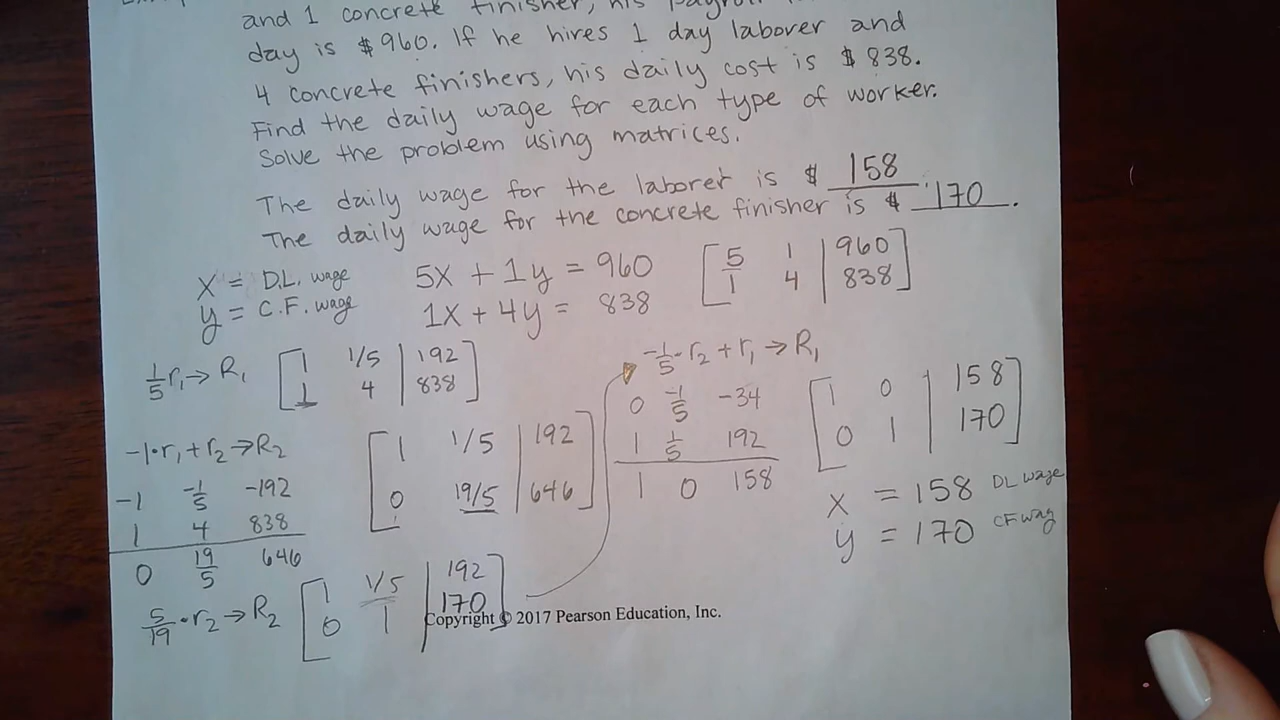 and 1 concrete finisher, his payroll
day is $960. If he hires 1 day laborer and
4 concrete finishers, his daily cost is $838.
Find the daily wage for each type of worker.
Solve the problem using matrices.
The daily wage for the laborer is $ 158.
The daily wage for the concrete finisher is $ 170.
x = D.L. wage
y = C.F. wage
5x + 1y = 960
1x + 4y = 838
[5 1 | 960]
[1 4 | 838]
1/5 r1 → R1
[1 1/5 | 192]
[1 4 | 838]
-1·r1 + r2 → R2
-1 -1/5 -192
1 4 838
0 19/5 646
[1 1/5 | 192]
[0 19/5 | 646]
5/19 · r2 → R2
[1 1/5 | 192]
[0 1 | 170]
-1/5 · r2 + r1 → R1
0 -1/5 -34
1 1/5 192
1 0 158
[1 0 | 158]
[0 1 | 170]
x = 158 DL wage
y = 170 CF wag
Copyright © 2017 Pearson Education, Inc.